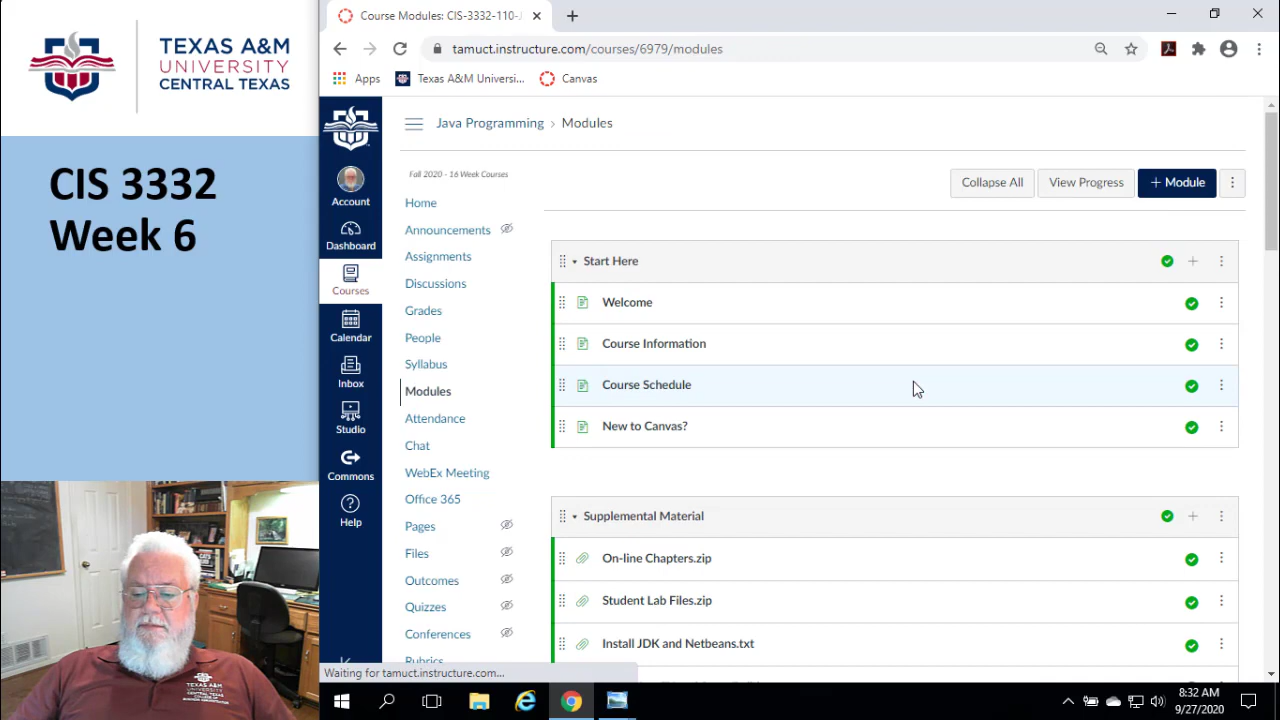 TEXAS A&M
UNIVERSITY
CENTRAL TEXAS
CIS 3332
Week 6
TEXAS A&M
UNIVERSITY
CENTRAL TEXAS
Course Modules: CIS-3332-110-
tamuct.instructure.com/courses/6979/modules
Apps
Texas A&M Universi...
Canvas
Account
Dashboard
Courses
Calendar
Inbox
Studio
Commons
Help
Java Programming › Modules
Fall 2020 - 16 Week Courses
Home
Announcements
Assignments
Discussions
Grades
People
Syllabus
Modules
Attendance
Chat
WebEx Meeting
Office 365
Pages
Files
Outcomes
Quizzes
Conferences
Rubrics
Collapse All
View Progress
+ Module
Start Here
Welcome
Course Information
Course Schedule
New to Canvas?
Supplemental Material
On-line Chapters.zip
Student Lab Files.zip
Install JDK and Netbeans.txt
Waiting for tamuct.instructure.com...
8:32 AM
9/27/2020